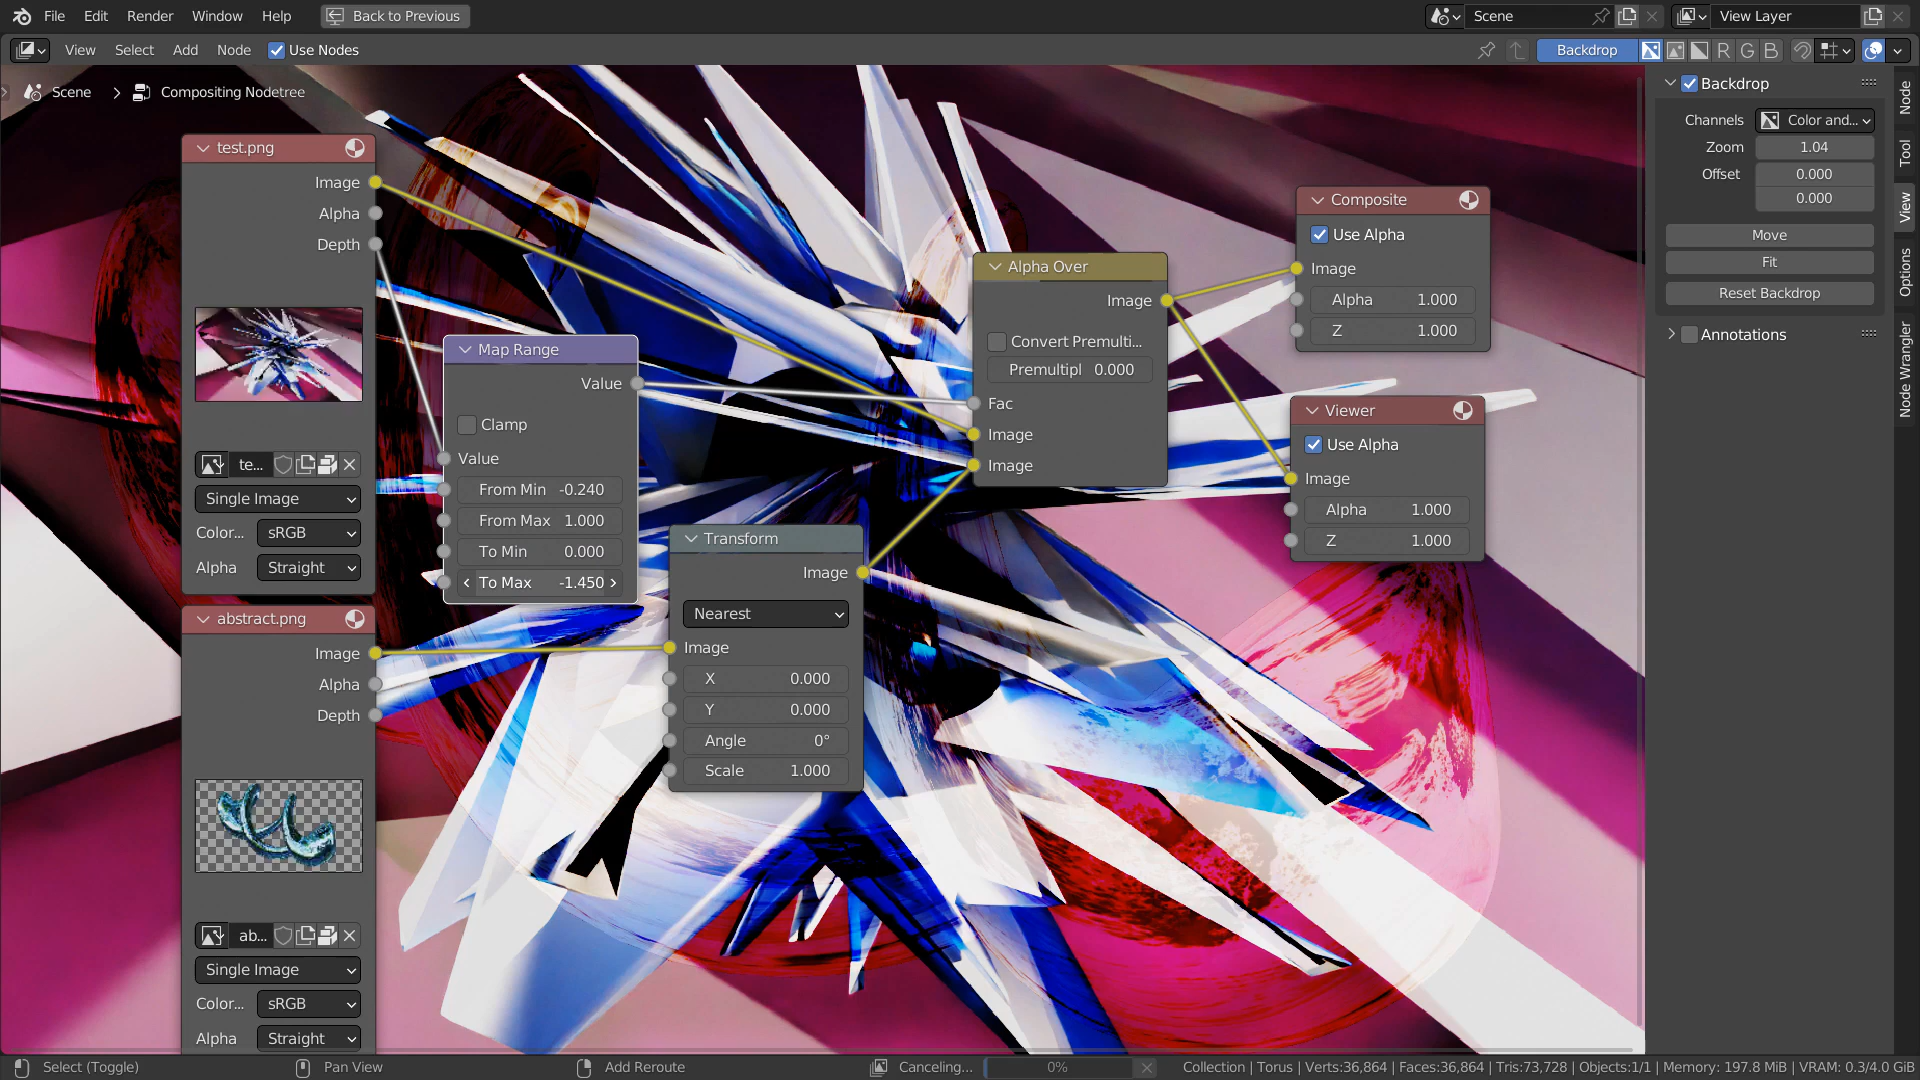 File Edit Render Window Help Back to Previous Scene View Layer
View Select Add Node Use Nodes Backdrop R G B
Scene > Compositing Nodetree
test.png
Image
Alpha
Depth
te...
Single Image
Color... sRGB
Alpha Straight
abstract.png
Image
Alpha
Depth
ab...
Single Image
Color... sRGB
Alpha Straight
Map Range
Value
Clamp
Value
From Min -0.240
From Max 1.000
To Min 0.000
To Max -1.450
Transform
Image
Nearest
Image
X 0.000
Y 0.000
Angle 0°
Scale 1.000
Alpha Over
Image
Convert Premulti...
Premultipl 0.000
Fac
Image
Image
Composite
Use Alpha
Image
Alpha 1.000
Z 1.000
Viewer
Use Alpha
Image
Alpha 1.000
Z 1.000
Backdrop
Channels Color and...
Zoom 1.04
Offset 0.000
0.000
Move
Fit
Reset Backdrop
Annotations
Node
Tool
View
Options
Node Wrangler
Select (Toggle) Pan View Add Reroute Canceling... 0% Collection | Torus | Verts:36,864 | Faces:36,864 | Tris:73,728 | Objects:1/1 | Memory: 197.8 MiB | VRAM: 0.3/4.0 GiB